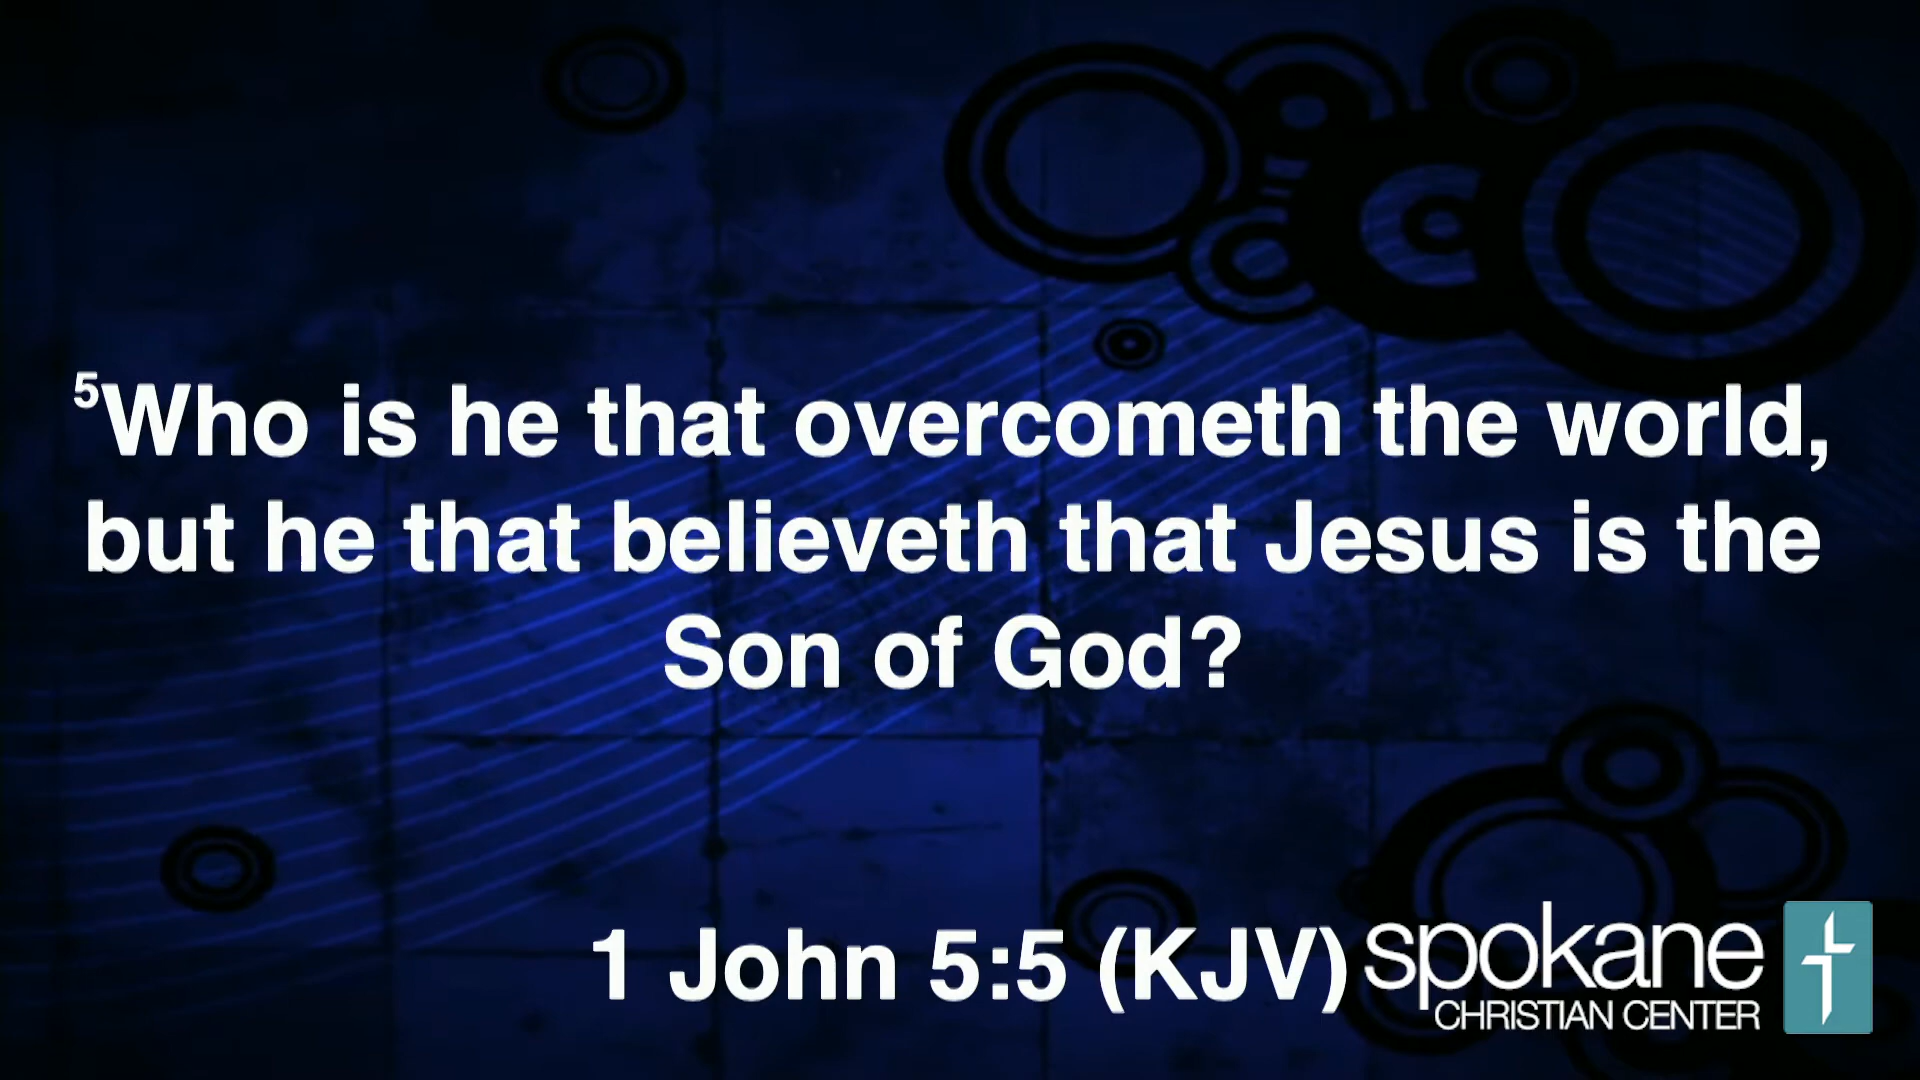 ⁵Who is he that overcometh the world,
but he that believeth that Jesus is the
Son of God?
1 John 5:5 (KJV)
spokane
CHRISTIAN CENTER